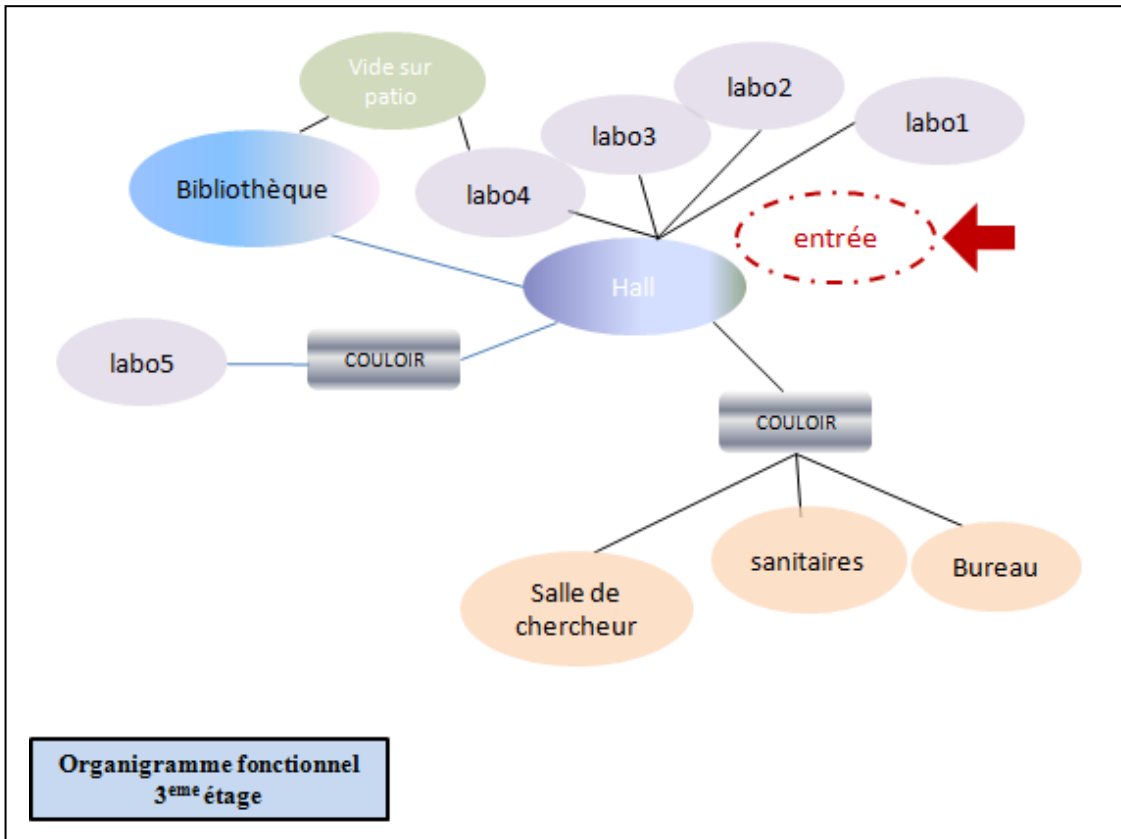 Vide sur
patio
labo2
labo1
labo3
Bibliothèque
labo4
entrée
Hall
labo5
COULOIR
COULOIR
sanitaires
Bureau
Salle de
chercheur
Organigramme fonctionnel
3eme étage